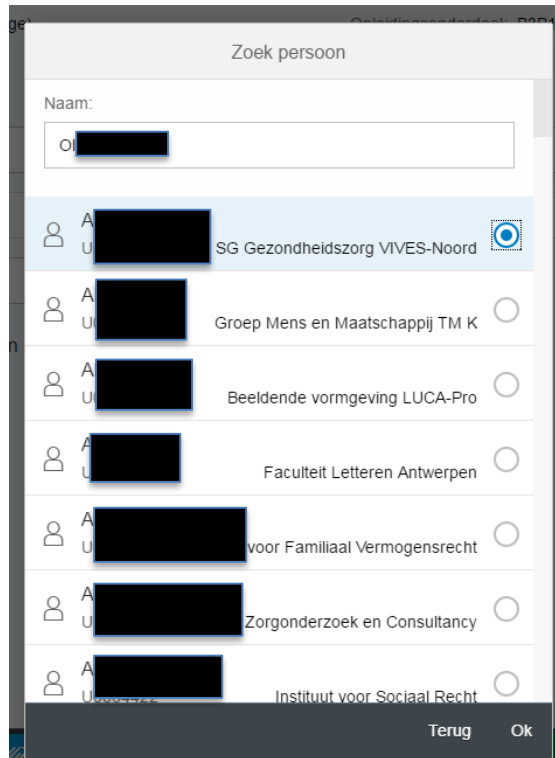 Zoek persoon
Naam:
Ol
A
U
SG Gezondheidszorg VIVES-Noord
A
U
Groep Mens en Maatschappij TM K
A
U
Beeldende vormgeving LUCA-Pro
A
U
Faculteit Letteren Antwerpen
A
U
voor Familiaal Vermogensrecht
A
U
Zorgonderzoek en Consultancy
A
Instituut voor Sociaal Recht
Terug Ok